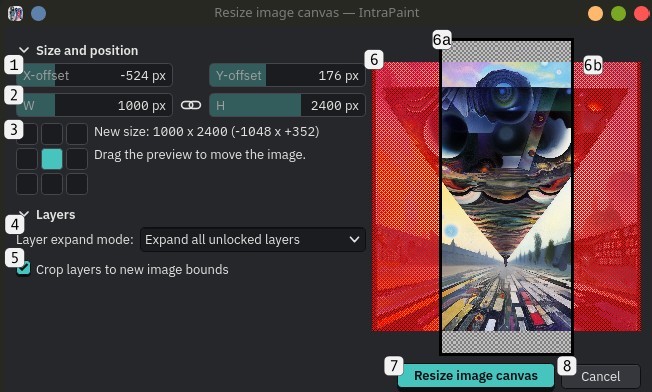 Resize image canvas — IntraPaint
6a
Size and position
6
6b
1
X-offset -524 px Y-offset 176 px
2
W 1000 px H 2400 px
3
New size: 1000 x 2400 (-1048 x +352)
Drag the preview to move the image.
Layers
4
Layer expand mode: Expand all unlocked layers
5
Crop layers to new image bounds
7
8
Resize image canvas Cancel